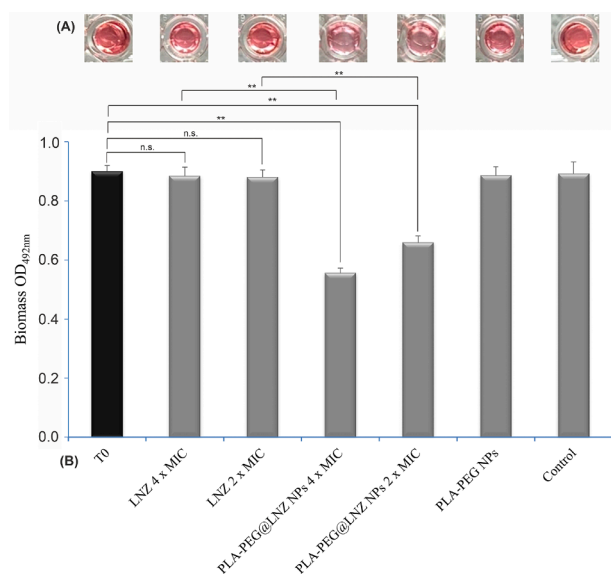 (A)
**
**
**
**
n.s.
n.s.
1.0
0.8
0.6
0.4
0.2
0.0
Biomass OD492nm
(B)
T0
LNZ 4 x MIC
LNZ 2 x MIC
PLA-PEG@LNZ NPs 4 x MIC
PLA-PEG@LNZ NPs 2 x MIC
PLA-PEG NPs
Control